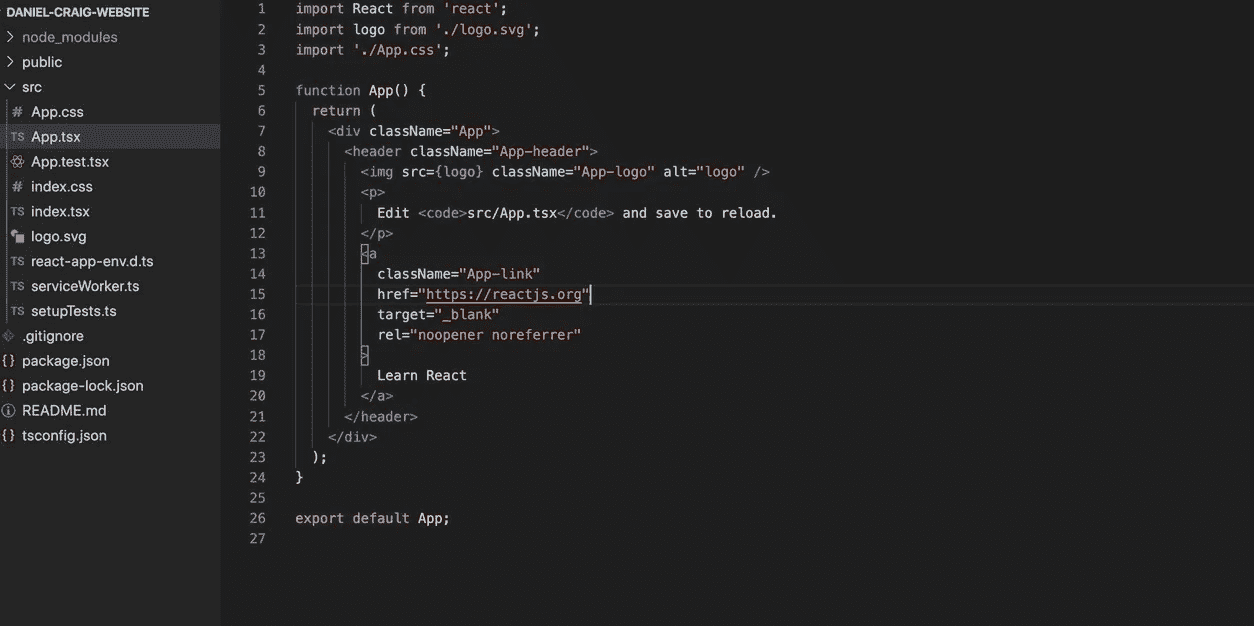 DANIEL-CRAIG-WEBSITE
node_modules
public
src
# App.css
TS App.tsx
App.test.tsx
# index.css
TS index.tsx
logo.svg
TS react-app-env.d.ts
TS serviceWorker.ts
TS setupTests.ts
.gitignore
{} package.json
{} package-lock.json
README.md
{} tsconfig.json
1 import React from 'react';
2 import logo from './logo.svg';
3 import './App.css';
4
5 function App() {
6   return (
7     <div className="App">
8       <header className="App-header">
9         <img src={logo} className="App-logo" alt="logo" />
10         <p>
11           Edit <code>src/App.tsx</code> and save to reload.
12         </p>
13         <a
14           className="App-link"
15           href="https://reactjs.org"
16           target="_blank"
17           rel="noopener noreferrer"
18         >
19           Learn React
20         </a>
21       </header>
22     </div>
23   );
24 }
25
26 export default App;
27